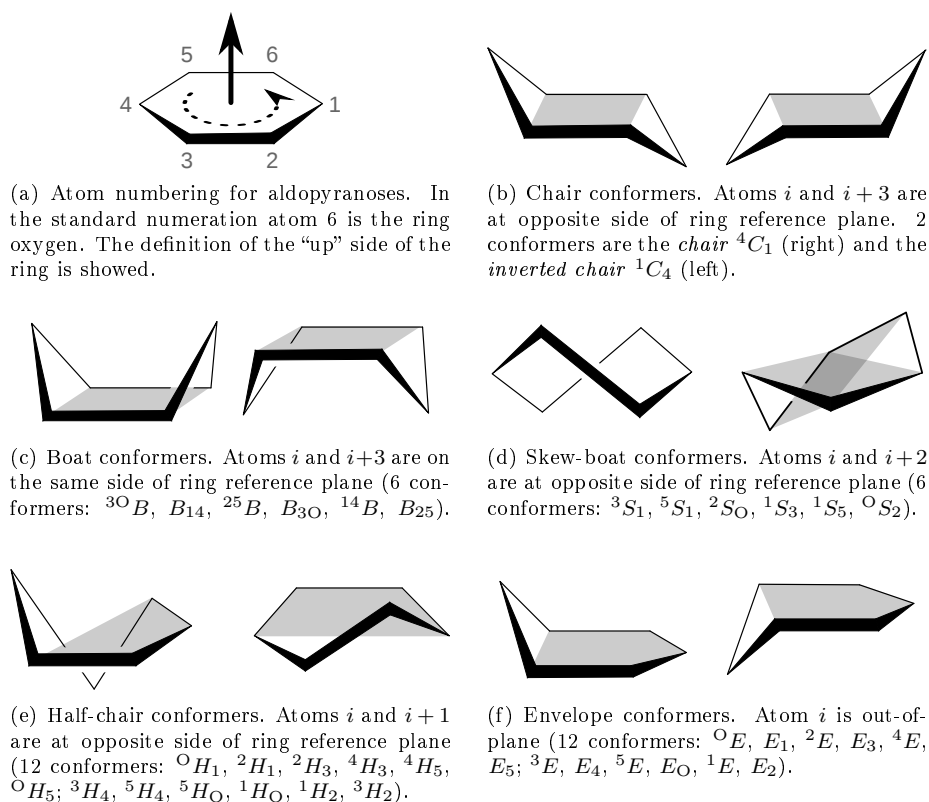 5 6
4 1
3 2
(a) Atom numbering for aldopyranoses. In
the standard numeration atom 6 is the ring
oxygen. The definition of the “up” side of the
ring is showed.
(b) Chair conformers. Atoms i and i + 3 are
at opposite side of ring reference plane. 2
conformers are the chair ⁴C₁ (right) and the
inverted chair ¹C₄ (left).
(c) Boat conformers. Atoms i and i+3 are on
the same side of ring reference plane (6 con-
formers: ³ᴼB, B₁₄, ²⁵B, B₃O, ¹⁴B, B₂₅).
(d) Skew-boat conformers. Atoms i and i+2
are at opposite side of ring reference plane (6
conformers: ³S₁, ⁵S₁, ²SO, ¹S₃, ¹S₅, ᴼS₂).
(e) Half-chair conformers. Atoms i and i + 1
are at opposite side of ring reference plane
(12 conformers: ᴼH₁, ²H₁, ²H₃, ⁴H₃, ⁴H₅,
ᴼH₅; ³H₄, ⁵H₄, ⁵HO, ¹HO, ¹H₂, ³H₂).
(f) Envelope conformers. Atom i is out-of-
plane (12 conformers: ᴼE, E₁, ²E, E₃, ⁴E,
E₅; ³E, E₄, ⁵E, EO, ¹E, E₂).